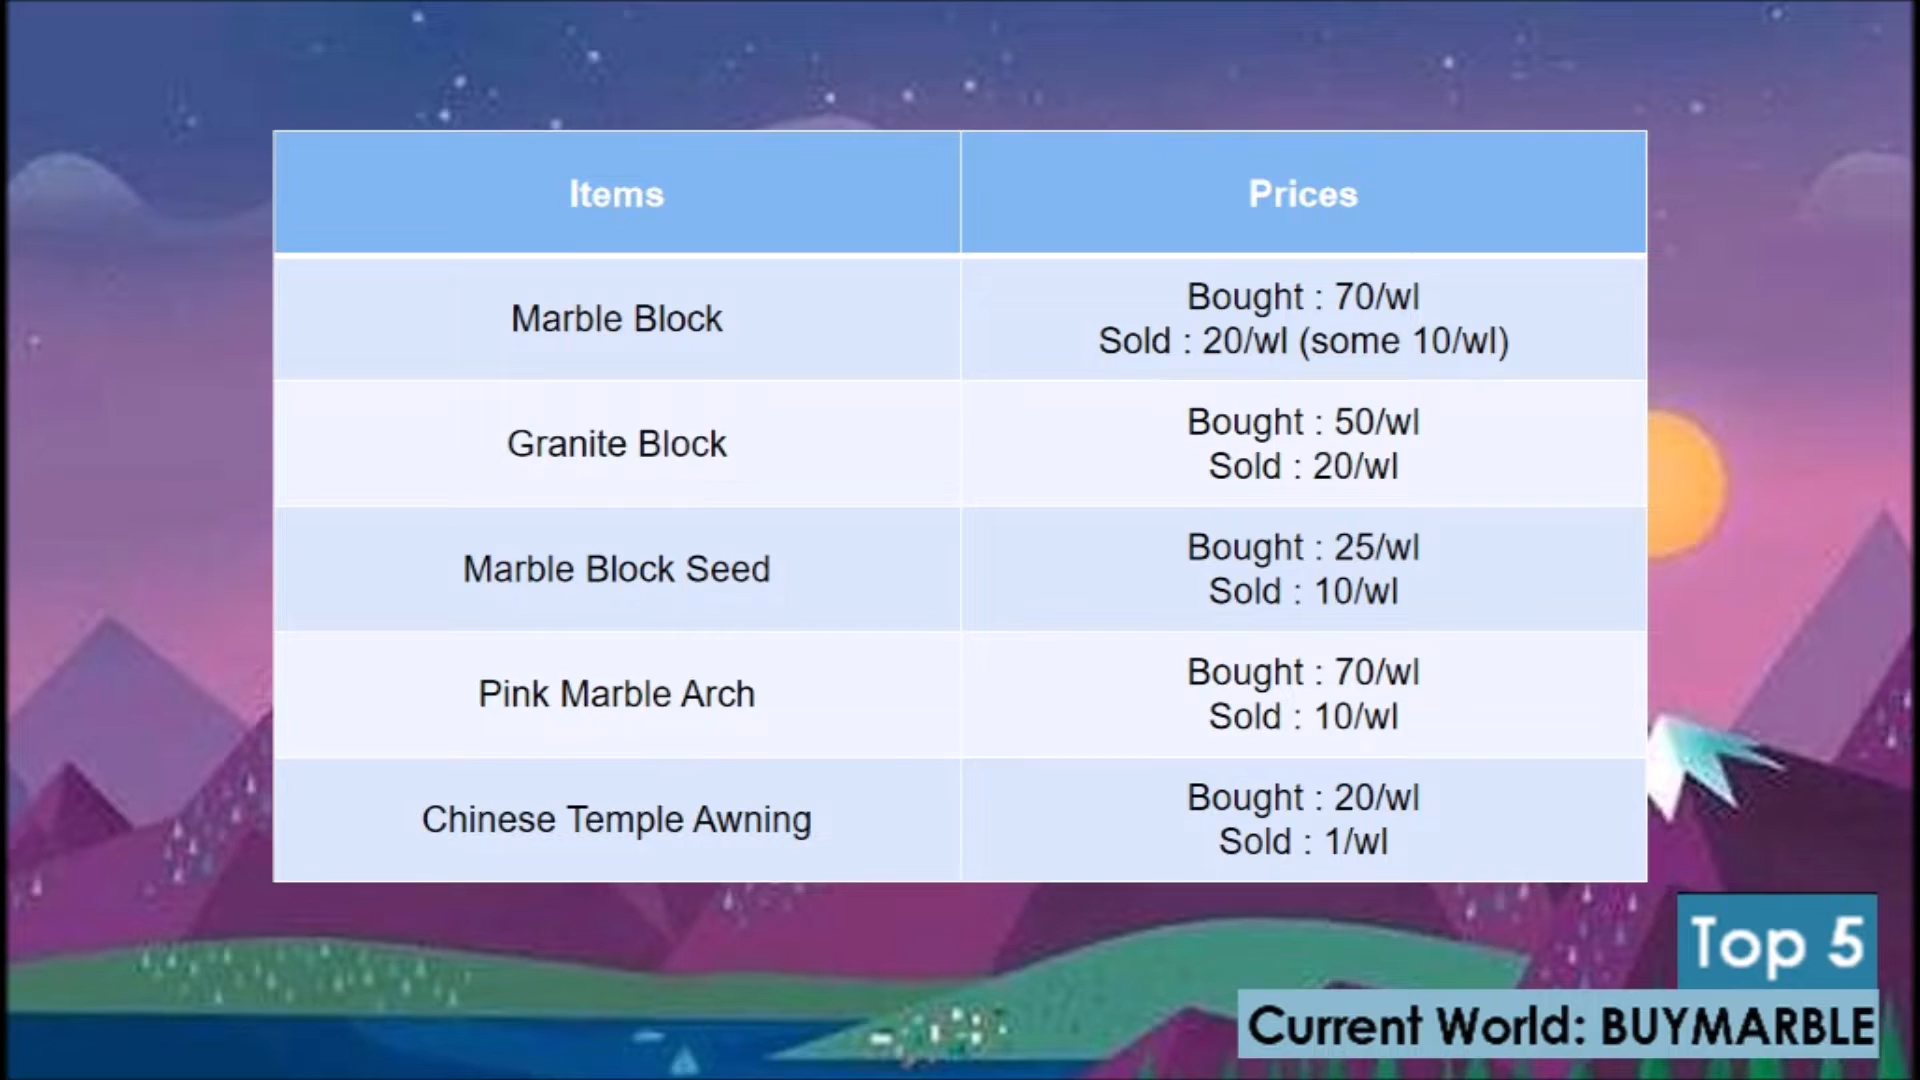 Items
Prices
Marble Block
Bought : 70/wl
Sold : 20/wl (some 10/wl)
Granite Block
Bought : 50/wl
Sold : 20/wl
Marble Block Seed
Bought : 25/wl
Sold : 10/wl
Pink Marble Arch
Bought : 70/wl
Sold : 10/wl
Chinese Temple Awning
Bought : 20/wl
Sold : 1/wl
Top 5
Current World: BUYMARBLE